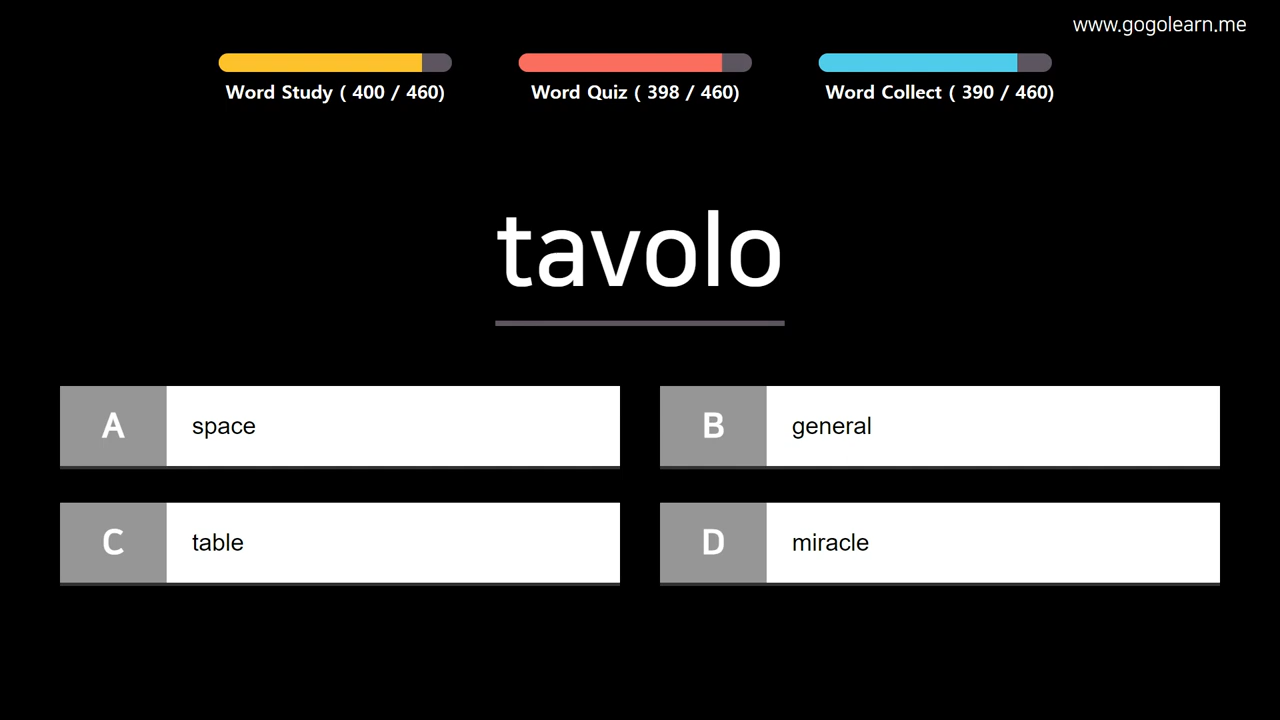 www.gogolearn.me
Word Study ( 400 / 460)
Word Quiz ( 398 / 460)
Word Collect ( 390 / 460)
tavolo
A space
B general
C table
D miracle